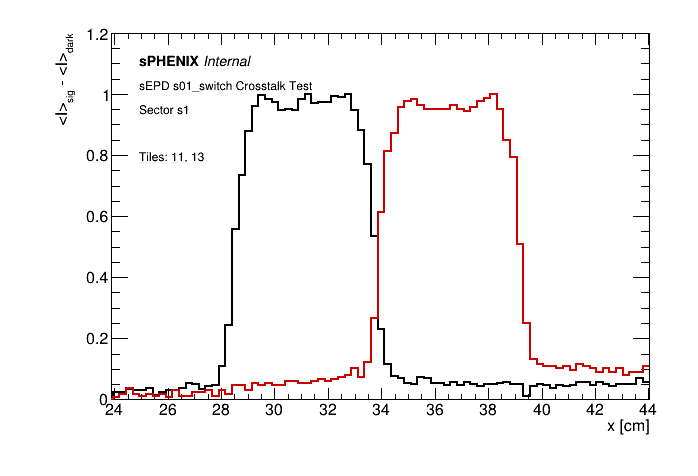 <I>sig - <I>dark
1.2
1
0.8
0.6
0.4
0.2
0
sPHENIX Internal
sEPD s01_switch Crosstalk Test
Sector s1
Tiles: 11, 13
24 26 28 30 32 34 36 38 40 42 44
x [cm]